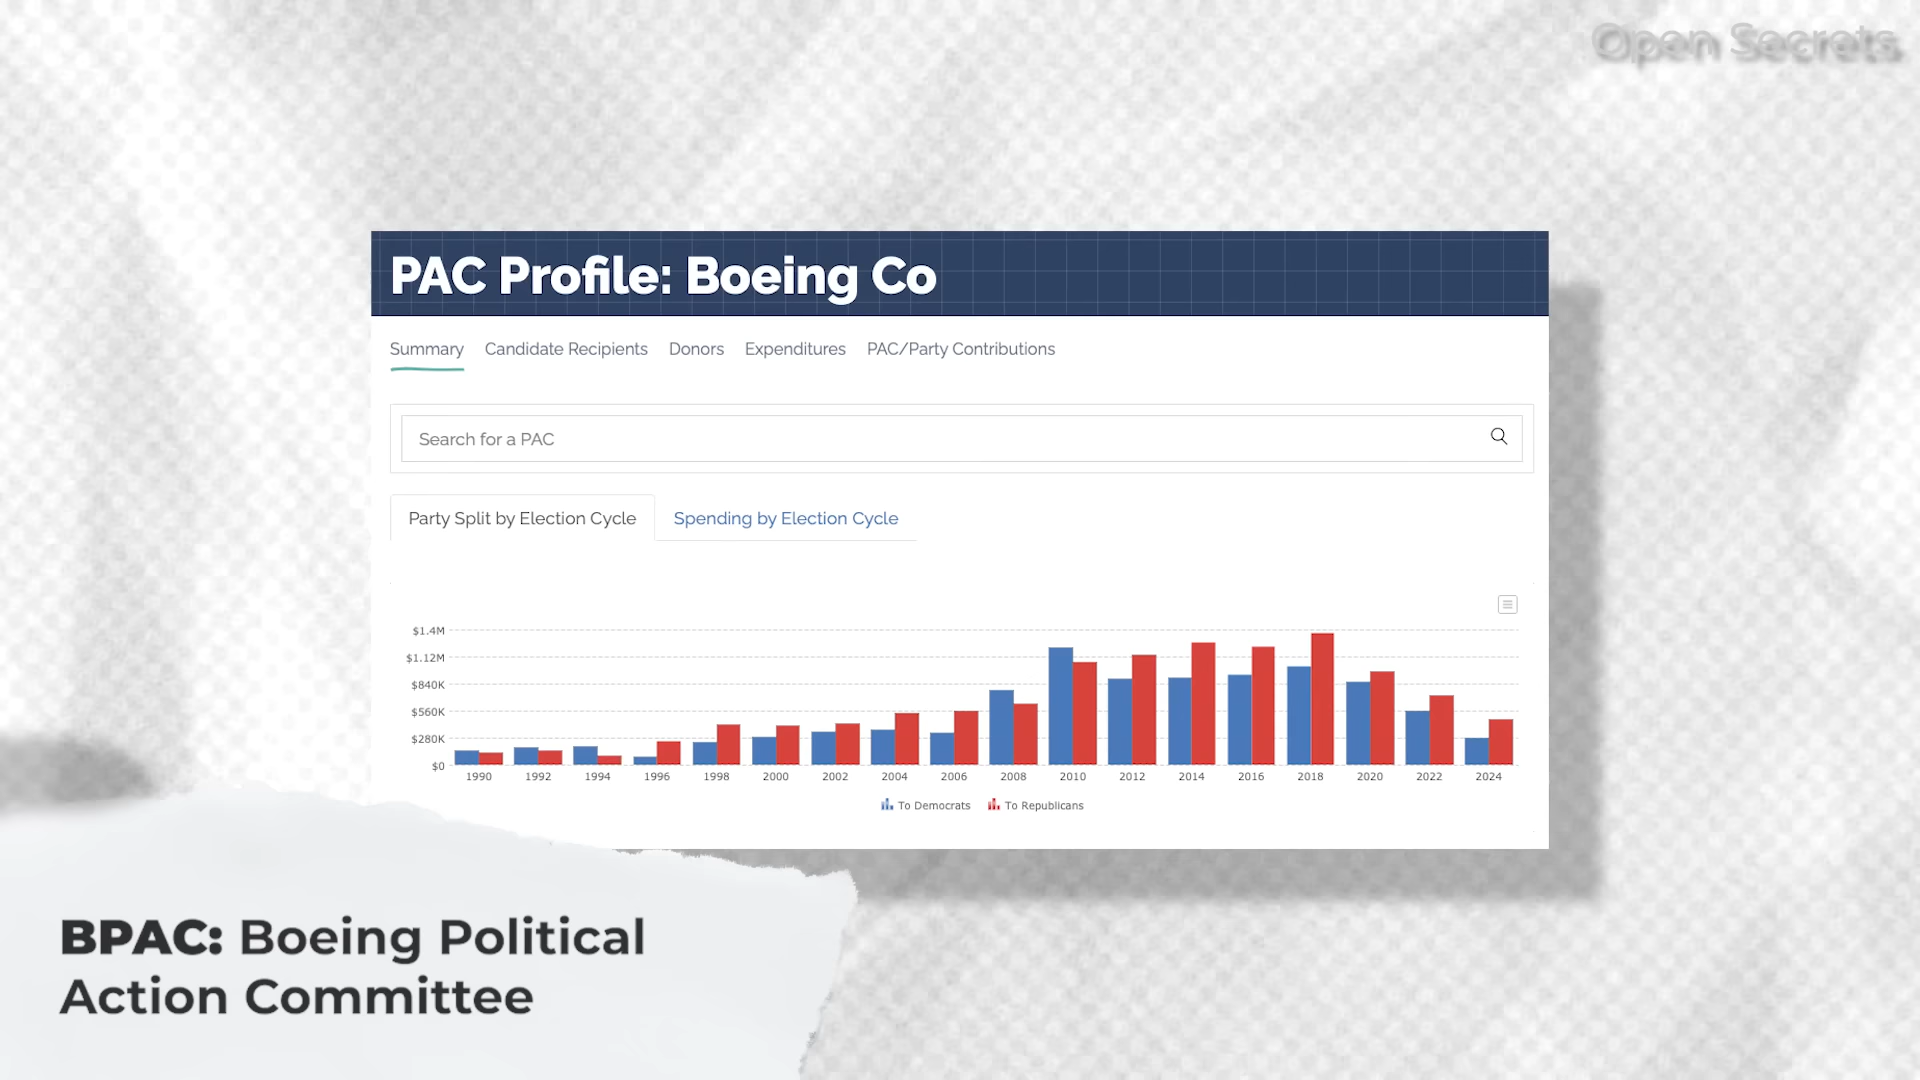 Open Secrets
PAC Profile: Boeing Co
Summary Candidate Recipients Donors Expenditures PAC/Party Contributions
Search for a PAC
Party Split by Election Cycle Spending by Election Cycle
$1.4M
$1.12M
$840K
$560K
$280K
$0
1990 1992 1994 1996 1998 2000 2002 2004 2006 2008 2010 2012 2014 2016 2018 2020 2022 2024
To Democrats To Republicans
BPAC: Boeing Political
Action Committee